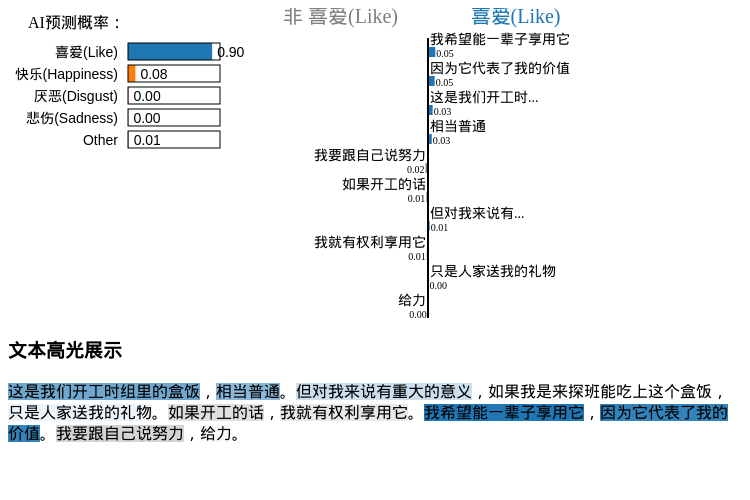 AI预测概率：
喜爱(Like) 0.90
快乐(Happiness) 0.08
厌恶(Disgust) 0.00
悲伤(Sadness) 0.00
Other 0.01
非 喜爱(Like) 喜爱(Like)
我希望能一辈子享用它
0.05
因为它代表了我的价值
0.05
这是我们开工时...
0.03
相当普通
0.03
我要跟自己说努力
0.02
如果开工的话
0.01
但对我来说有...
0.01
我就有权利享用它
0.01
只是人家送我的礼物
0.00
给力
0.00
文本高光展示
这是我们开工时组里的盒饭，相当普通。但对我来说有重大的意义，如果我是来探班能吃上这个盒饭，
只是人家送我的礼物。如果开工的话，我就有权利享用它。我希望能一辈子享用它，因为它代表了我的
价值。我要跟自己说努力，给力。